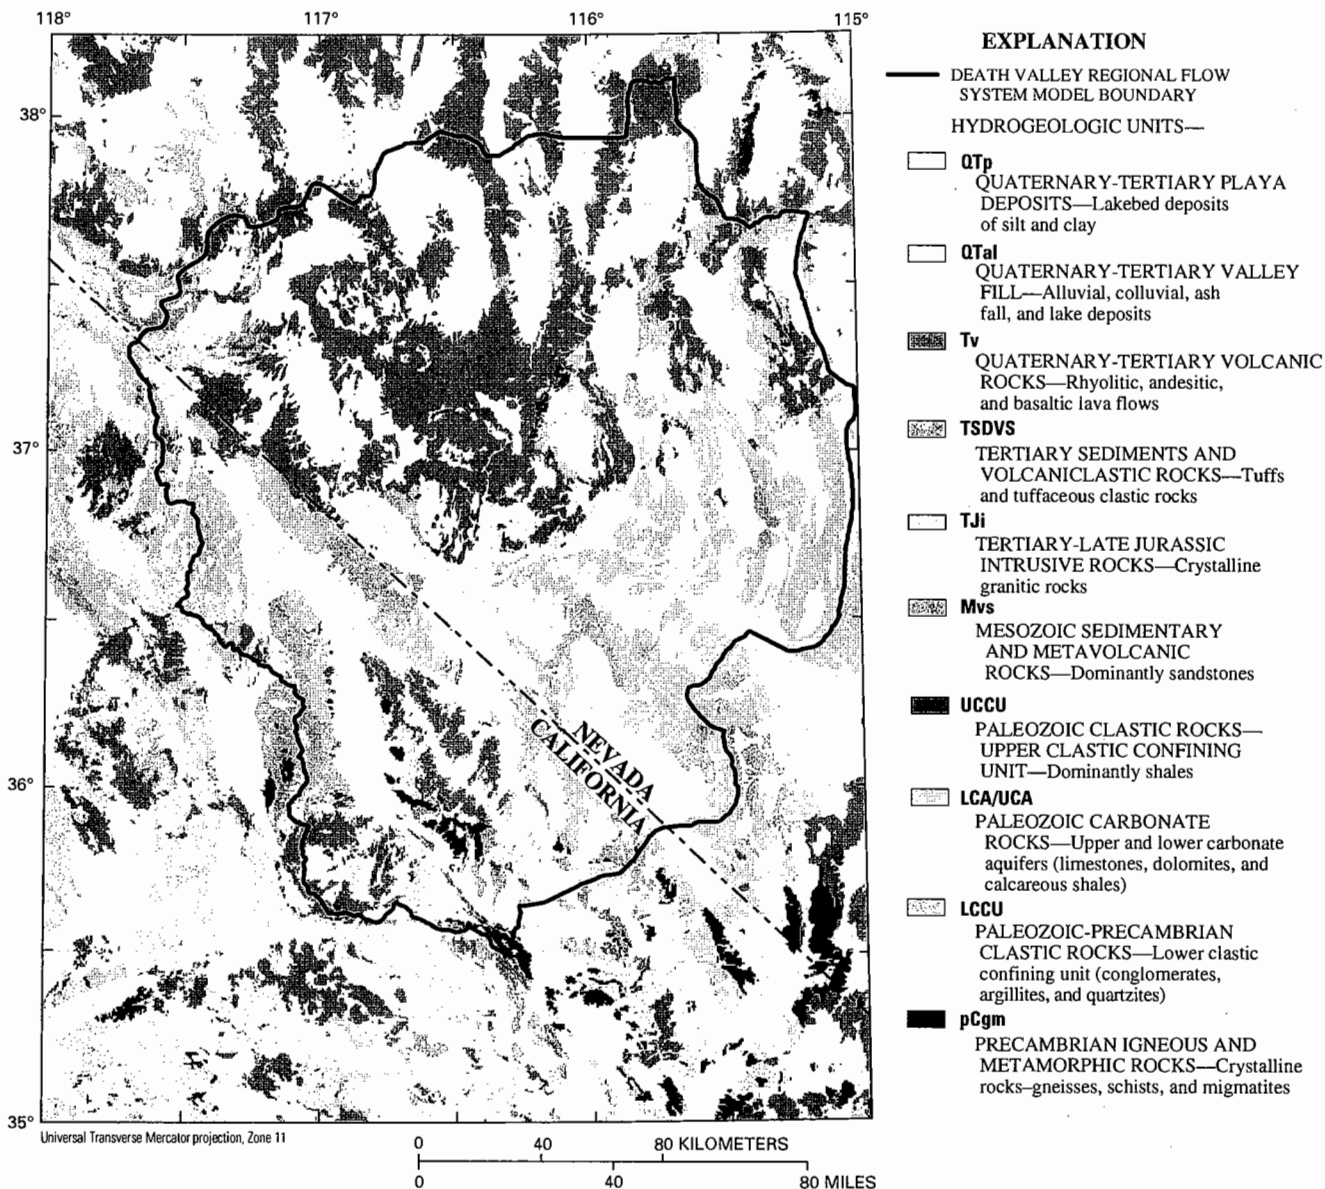 118°
117°
116°
115°
38°
37°
36°
35°
NEVADA
CALIFORNIA
Universal Transverse Mercator projection, Zone 11
0 40 80 KILOMETERS
0 40 80 MILES
EXPLANATION
DEATH VALLEY REGIONAL FLOW
SYSTEM MODEL BOUNDARY
HYDROGEOLOGIC UNITS—
QTp
QUATERNARY-TERTIARY PLAYA
DEPOSITS—Lakebed deposits
of silt and clay
QTal
QUATERNARY-TERTIARY VALLEY
FILL—Alluvial, colluvial, ash
fall, and lake deposits
Tv
QUATERNARY-TERTIARY VOLCANIC
ROCKS—Rhyolitic, andesitic,
and basaltic lava flows
TSDVS
TERTIARY SEDIMENTS AND
VOLCANICLASTIC ROCKS—Tuffs
and tuffaceous clastic rocks
TJi
TERTIARY-LATE JURASSIC
INTRUSIVE ROCKS—Crystalline
granitic rocks
Mvs
MESOZOIC SEDIMENTARY
AND METAVOLCANIC
ROCKS—Dominantly sandstones
UCCU
PALEOZOIC CLASTIC ROCKS—
UPPER CLASTIC CONFINING
UNIT—Dominantly shales
LCA/UCA
PALEOZOIC CARBONATE
ROCKS—Upper and lower carbonate
aquifers (limestones, dolomites, and
calcareous shales)
LCCU
PALEOZOIC-PRECAMBRIAN
CLASTIC ROCKS—Lower clastic
confining unit (conglomerates,
argillites, and quartzites)
pCgm
PRECAMBRIAN IGNEOUS AND
METAMORPHIC ROCKS—Crystalline
rocks–gneisses, schists, and migmatites